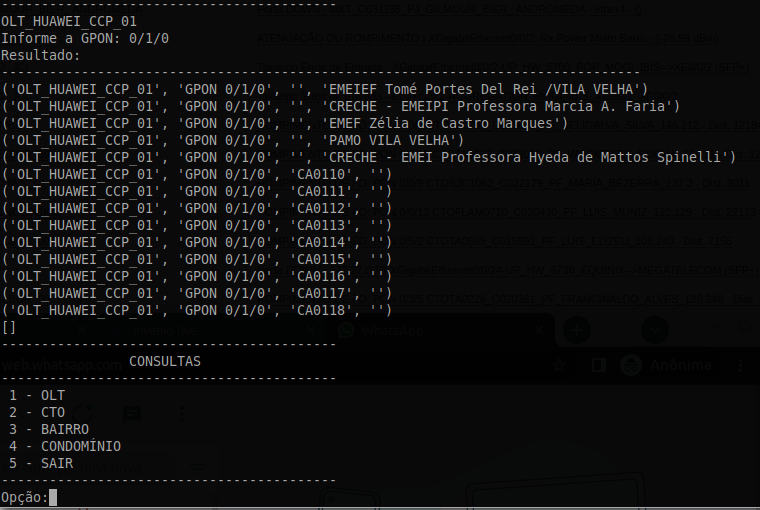 -----------------------------------------
OLT_HUAWEI_CCP_01
Informe a GPON: 0/1/0
Resultado:
--------------------------------------------------------------------------------
('OLT_HUAWEI_CCP_01', 'GPON 0/1/0', '', 'EMEIEF Tomé Portes Del Rei /VILA VELHA')
('OLT_HUAWEI_CCP_01', 'GPON 0/1/0', '', 'CRECHE - EMEIPI Professora Marcia A. Faria')
('OLT_HUAWEI_CCP_01', 'GPON 0/1/0', '', 'EMEF Zélia de Castro Marques')
('OLT_HUAWEI_CCP_01', 'GPON 0/1/0', '', 'PAMO VILA VELHA')
('OLT_HUAWEI_CCP_01', 'GPON 0/1/0', '', 'CRECHE - EMEI Professora Hyeda de Mattos Spinelli')
('OLT_HUAWEI_CCP_01', 'GPON 0/1/0', 'CA0110', '')
('OLT_HUAWEI_CCP_01', 'GPON 0/1/0', 'CA0111', '')
('OLT_HUAWEI_CCP_01', 'GPON 0/1/0', 'CA0112', '')
('OLT_HUAWEI_CCP_01', 'GPON 0/1/0', 'CA0113', '')
('OLT_HUAWEI_CCP_01', 'GPON 0/1/0', 'CA0114', '')
('OLT_HUAWEI_CCP_01', 'GPON 0/1/0', 'CA0115', '')
('OLT_HUAWEI_CCP_01', 'GPON 0/1/0', 'CA0116', '')
('OLT_HUAWEI_CCP_01', 'GPON 0/1/0', 'CA0117', '')
('OLT_HUAWEI_CCP_01', 'GPON 0/1/0', 'CA0118', '')
[]
WhatsApp
------------------------------------------
CONSULTAS
web.whatsapp.com
Anônima
------------------------------------------
1 - OLT
2 - CTO
3 - BAIRRO
4 - CONDOMÍNIO
5 - SAIR
------------------------------------------
Opção: